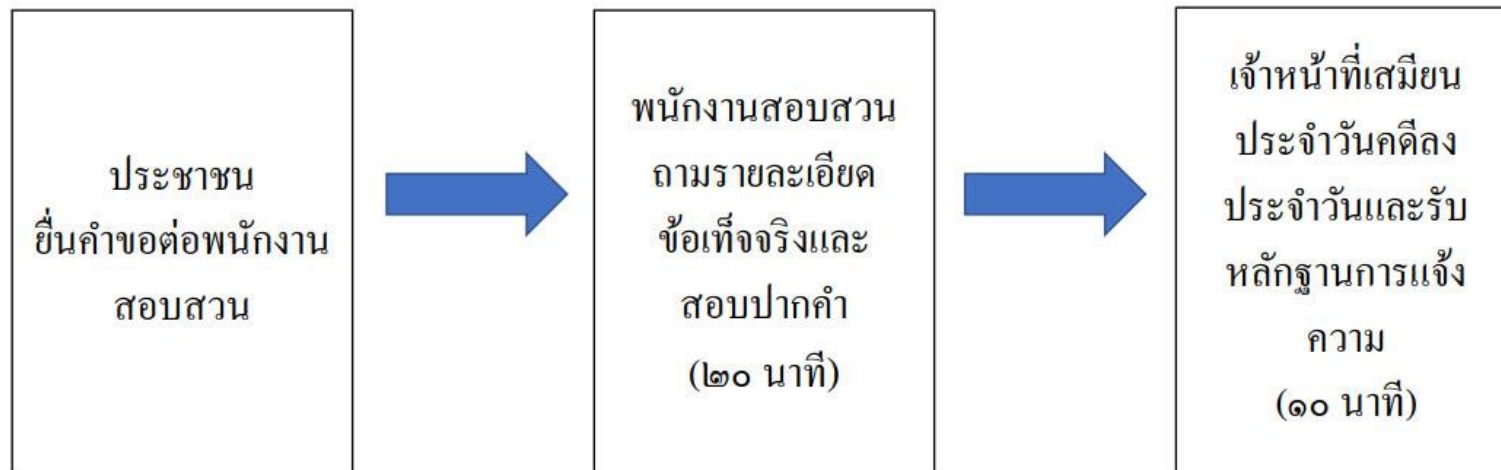 ประชาชน
ยื่นคำขอต่อพนักงาน
สอบสวน
พนักงานสอบสวน
ถามรายละเอียด
ข้อเท็จจริงและ
สอบปากคำ
(๒๐ นาที)
เจ้าหน้าที่เสมียน
ประจำวันคดีลง
ประจำวันและรับ
หลักฐานการแจ้ง
ความ
(๑๐ นาที)